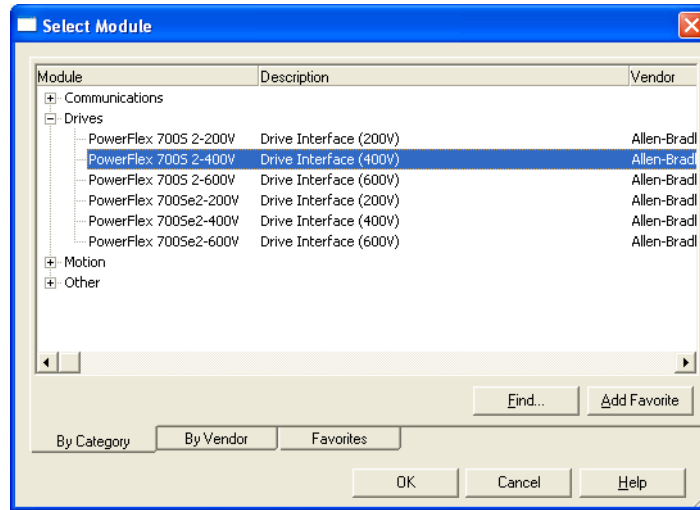 Select Module
Module Description Vendor
Communications
Drives
PowerFlex 700S 2-200V Drive Interface (200V) Allen-Bradl
PowerFlex 700S 2-400V Drive Interface (400V) Allen-Bradl
PowerFlex 700S 2-600V Drive Interface (600V) Allen-Bradl
PowerFlex 700Se2-200V Drive Interface (200V) Allen-Bradl
PowerFlex 700Se2-400V Drive Interface (400V) Allen-Bradl
PowerFlex 700Se2-600V Drive Interface (600V) Allen-Bradl
Motion
Other
Find... Add Favorite
By Category By Vendor Favorites
OK Cancel Help